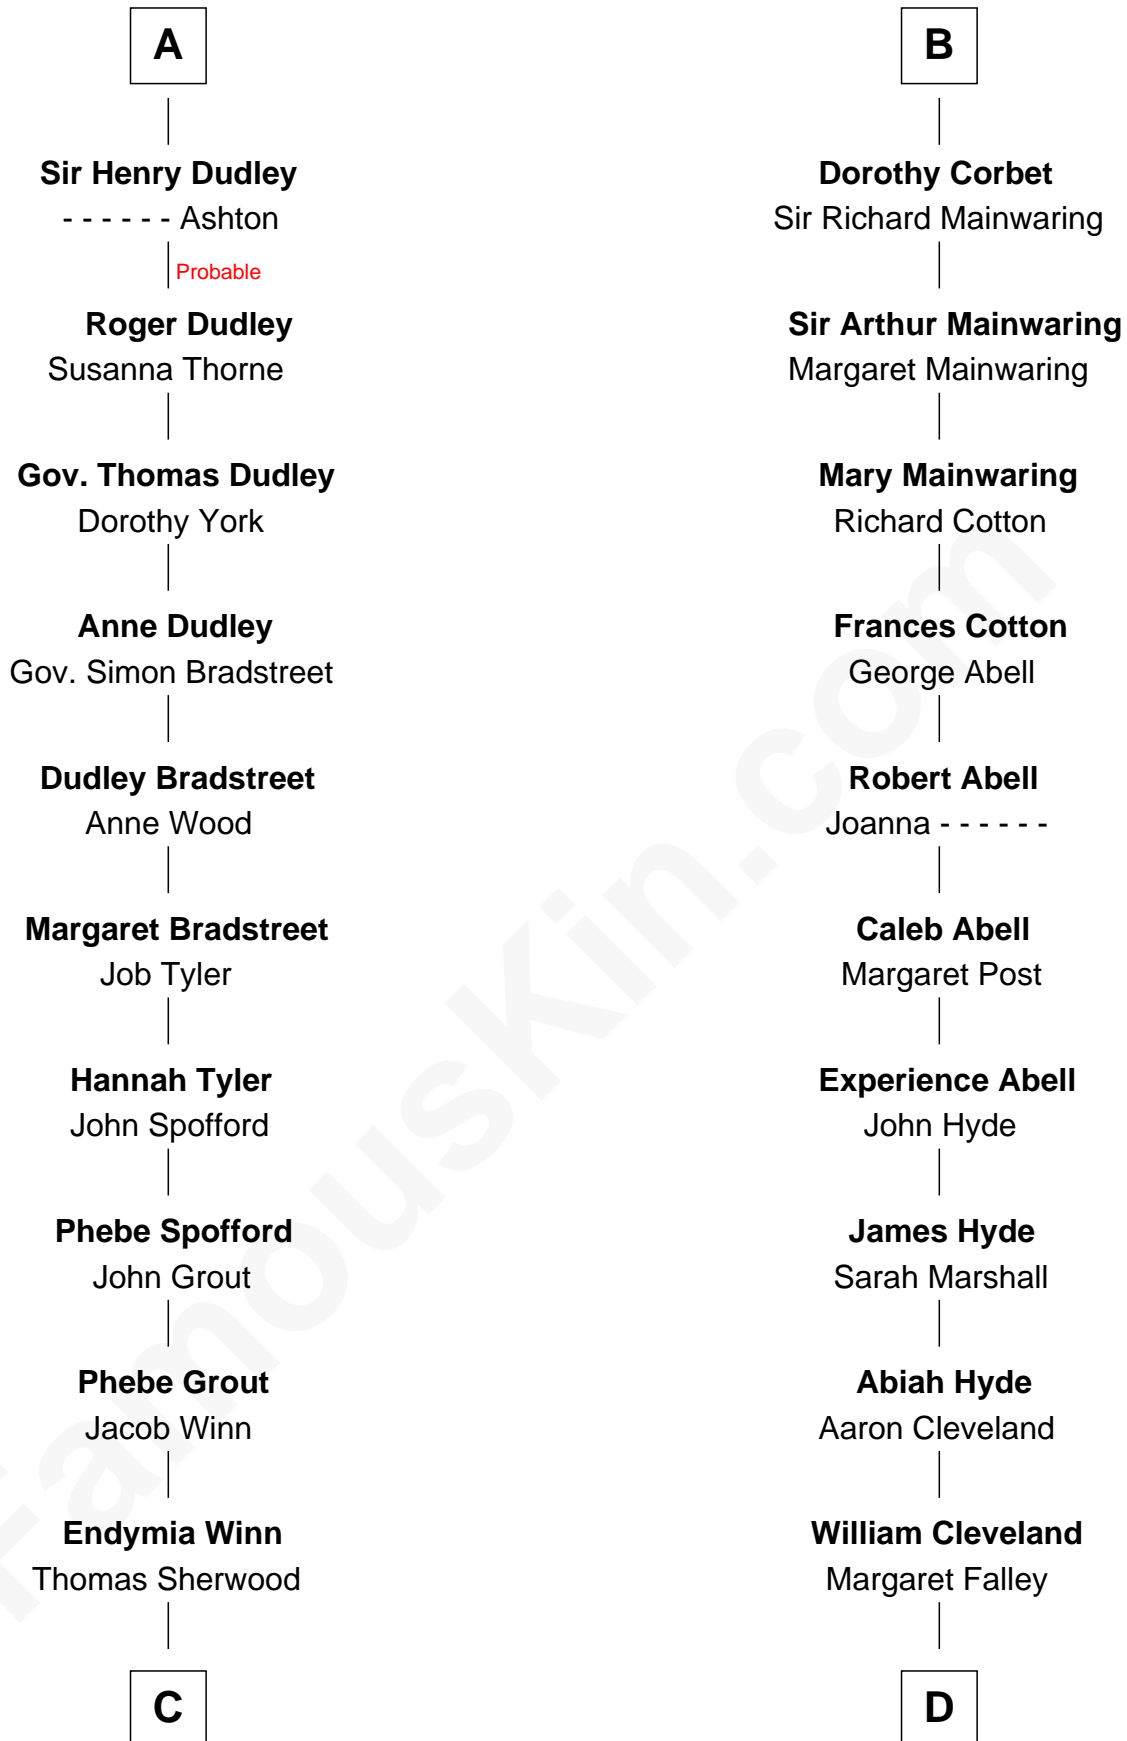 A
Sir Henry Dudley
- - - - - - Ashton
Probable
Roger Dudley
Susanna Thorne
Gov. Thomas Dudley
Dorothy York
Anne Dudley
Gov. Simon Bradstreet
Dudley Bradstreet
Anne Wood
Margaret Bradstreet
Job Tyler
Hannah Tyler
John Spofford
Phebe Spofford
John Grout
Phebe Grout
Jacob Winn
Endymia Winn
Thomas Sherwood
C
B
Dorothy Corbet
Sir Richard Mainwaring
Sir Arthur Mainwaring
Margaret Mainwaring
Mary Mainwaring
Richard Cotton
Frances Cotton
George Abell
Robert Abell
Joanna - - - - - -
Caleb Abell
Margaret Post
Experience Abell
John Hyde
James Hyde
Sarah Marshall
Abiah Hyde
Aaron Cleveland
William Cleveland
Margaret Falley
D
FamousKin.com